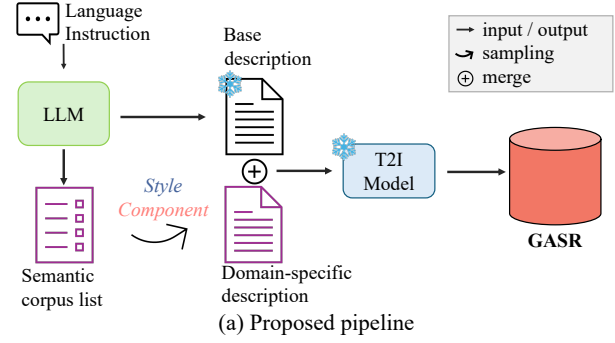 Language
Instruction
LLM
Semantic
corpus list
Style
Component
Base
description
Domain-specific
description
T2I
Model
GASR
input / output
sampling
merge
(a) Proposed pipeline